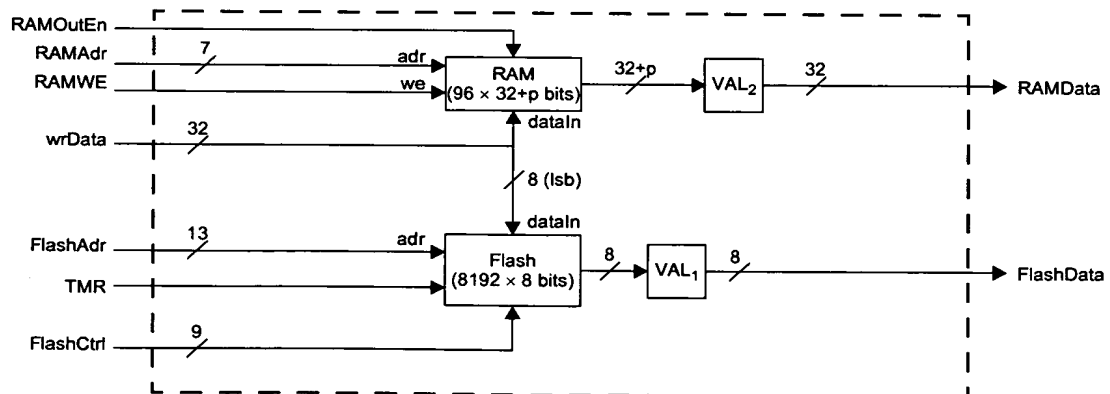 RAMOutEn
RAMAdr 7 adr
RAMWE we
RAM
(96 × 32+p bits)
32+p
VAL2
32
RAMData
dataIn
wrData 32
8 (lsb)
dataIn
FlashAdr 13 adr
TMR
Flash
(8192 × 8 bits)
8
VAL1
8
FlashData
FlashCtrl 9